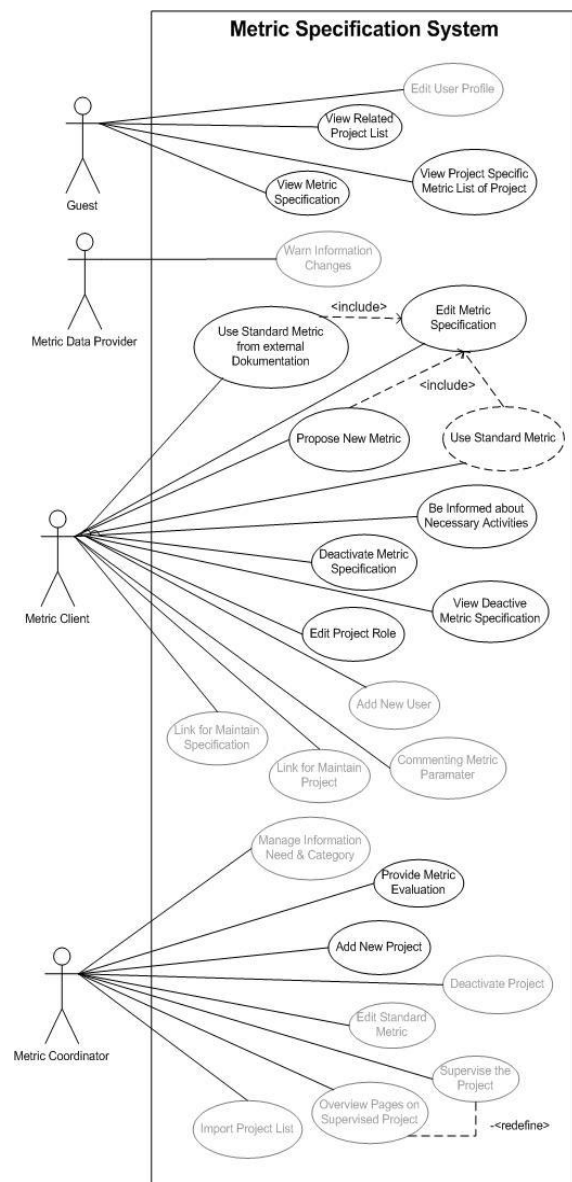 Metric Specification System
Edit User Profile
View Related
Project List
View Project Specific
Metric List of Project
View Metric
Specification
Guest
Warn Information
Changes
Metric Data Provider
<include>
Edit Metric
Specification
Use Standard Metric
from external
Dokumentation
<include>
Propose New Metric
Use Standard Metric
Be Informed about
Necessary Activities
Deactivate Metric
Specification
Metric Client
View Deactive
Metric Specification
Edit Project Role
Add New User
Link for Maintain
Specification
Link for Maintain
Project
Commenting Metric
Paramater
Manage Information
Need & Category
Provide Metric
Evaluation
Add New Project
Deactivate Project
Edit Standard
Metric
Metric Coordinator
Supervise the
Project
Overview Pages on
Supervised Project
Import Project List
-<redefine>